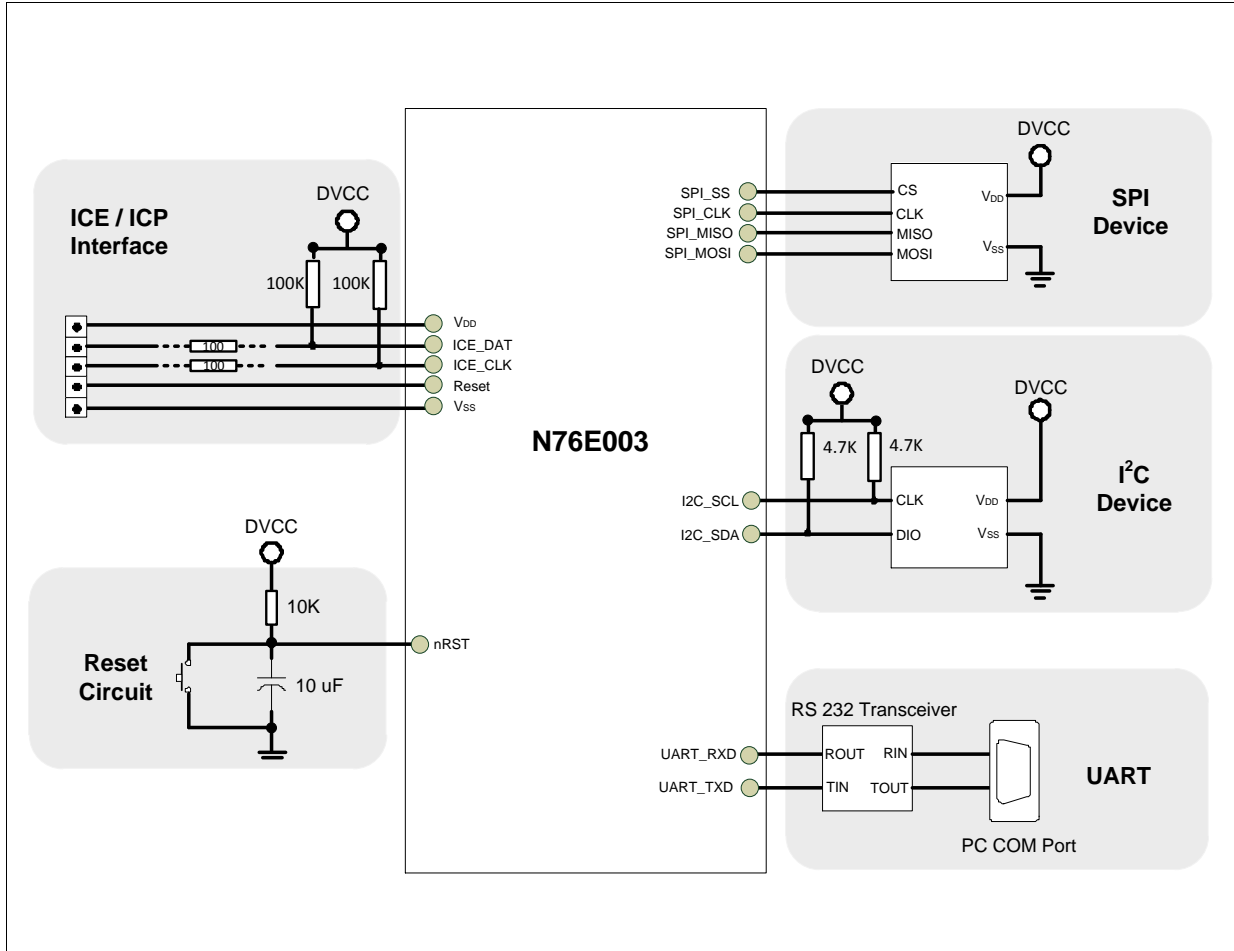 ICE / ICP
Interface
DVCC
100K
100K
100
100
VDD
ICE_DAT
ICE_CLK
Reset
VSS
N76E003
DVCC
10K
nRST
Reset
Circuit
10 uF
SPI_SS
SPI_CLK
SPI_MISO
SPI_MOSI
CS
CLK
MISO
MOSI
VDD
VSS
DVCC
SPI
Device
DVCC
DVCC
4.7K
4.7K
I2C_SCL
I2C_SDA
CLK
DIO
VDD
VSS
I²C
Device
RS 232 Transceiver
UART_RXD
UART_TXD
ROUT
RIN
TIN
TOUT
UART
PC COM Port